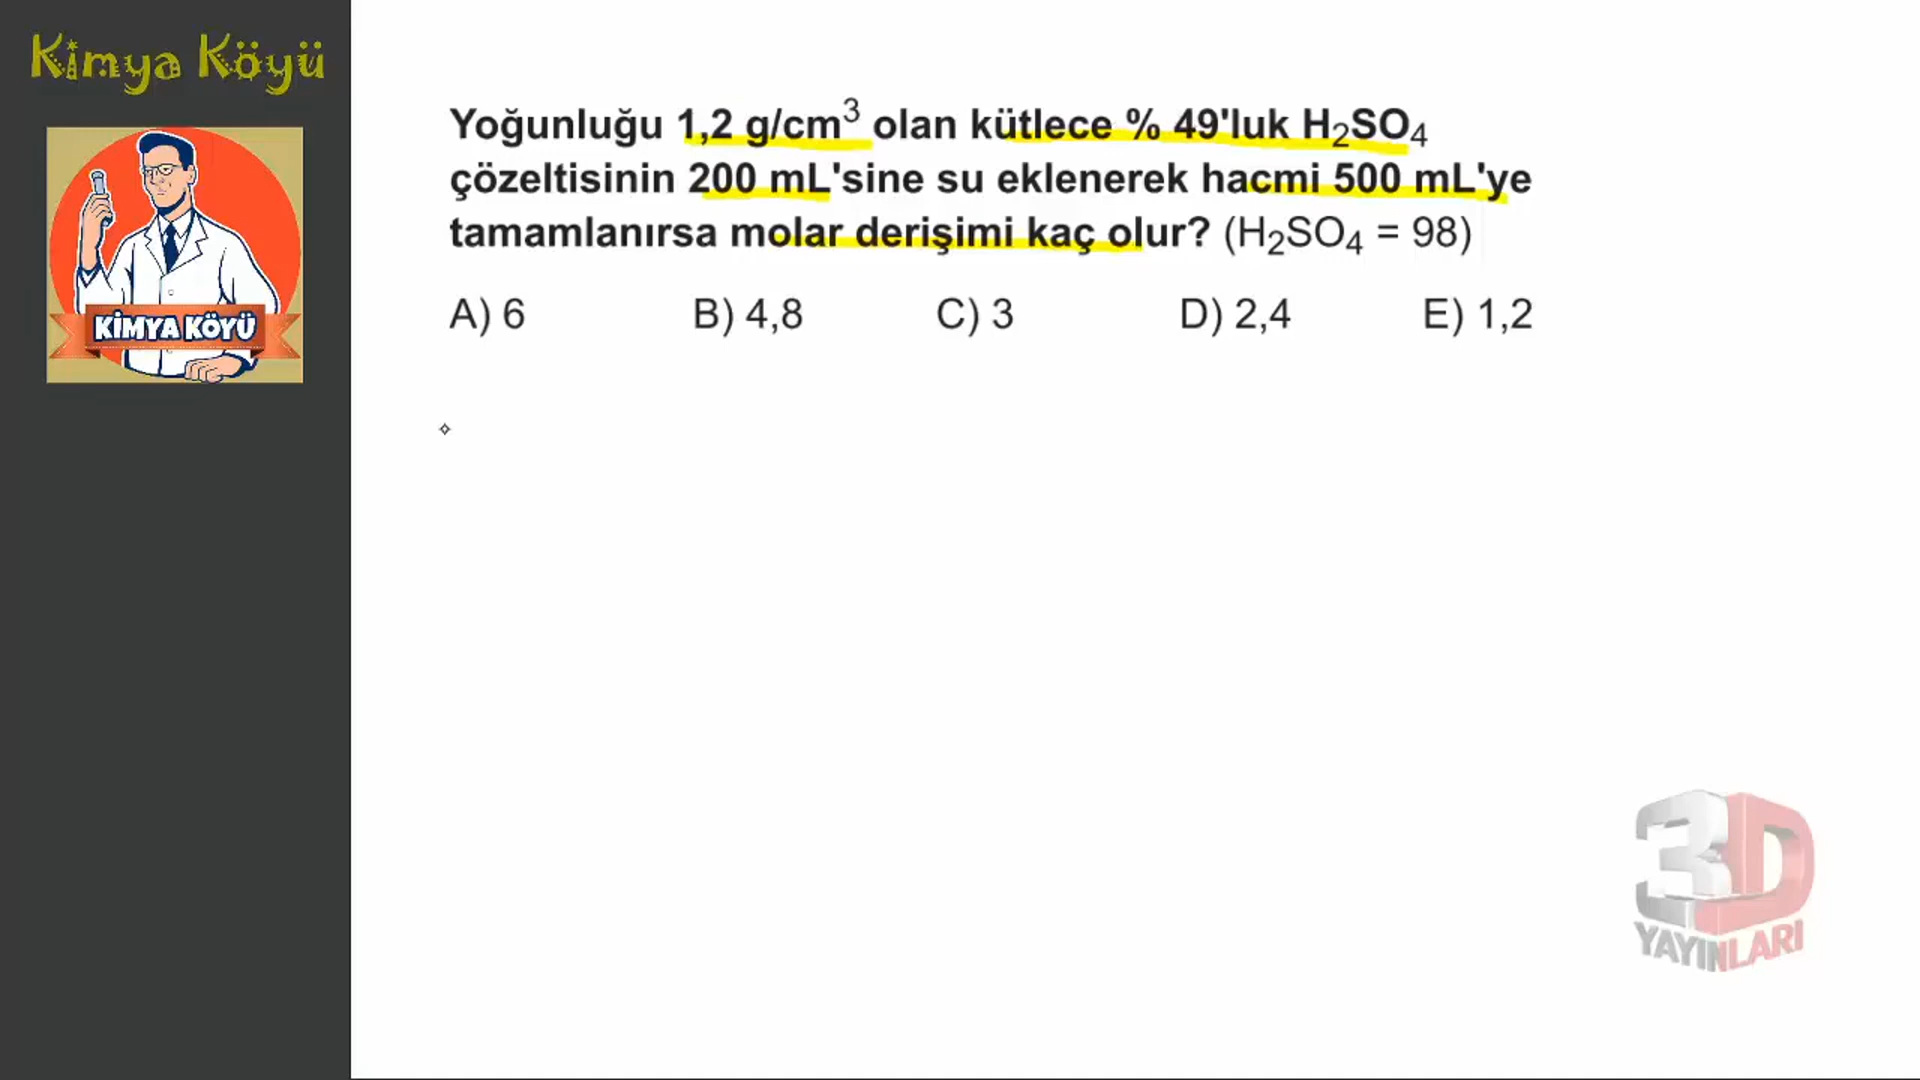 Kimya Köyü
KİMYA KÖYÜ
Yoğunluğu 1,2 g/cm³ olan kütlece % 49'luk H₂SO₄
çözeltisinin 200 mL'sine su eklenerek hacmi 500 mL'ye
tamamlanırsa molar derişimi kaç olur? (H₂SO₄ = 98)
A) 6 B) 4,8 C) 3 D) 2,4 E) 1,2
3D
YAYINLARI